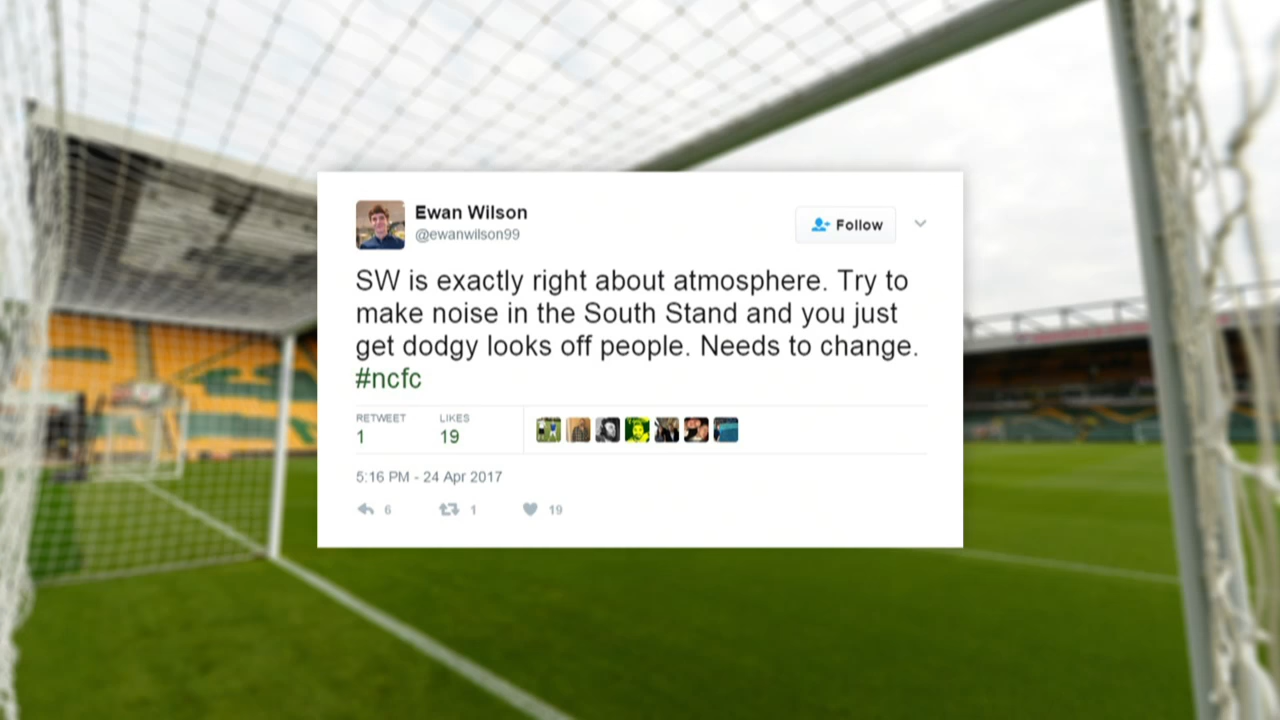 Ewan Wilson
@ewanwilson99
Follow
SW is exactly right about atmosphere. Try to
make noise in the South Stand and you just
get dodgy looks off people. Needs to change.
#ncfc
RETWEET
LIKES
1
19
5:16 PM - 24 Apr 2017
6
1
19